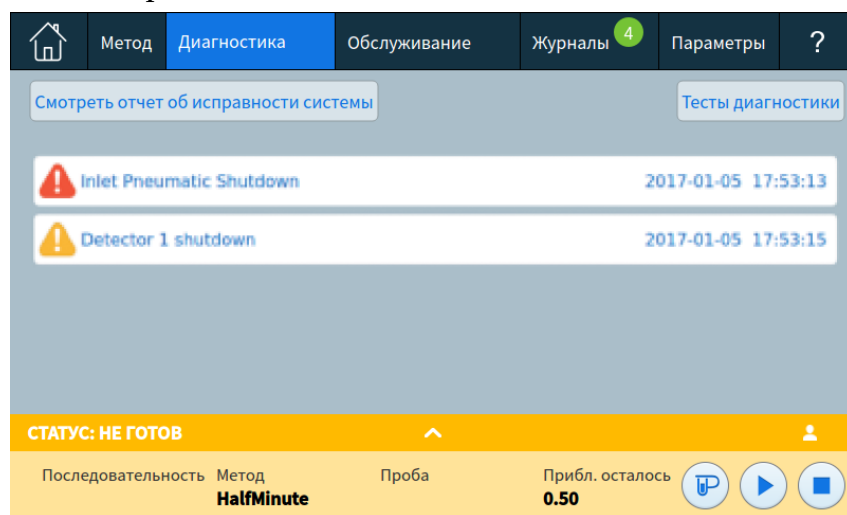 Метод Диагностика Обслуживание Журналы 4 Параметры ?
Смотреть отчет об исправности системы Тесты диагностики
Inlet Pneumatic Shutdown 2017-01-05 17:53:13
Detector 1 shutdown 2017-01-05 17:53:15
СТАТУС: НЕ ГОТОВ
Последовательность Метод Проба Прибл. осталось
HalfMinute 0.50